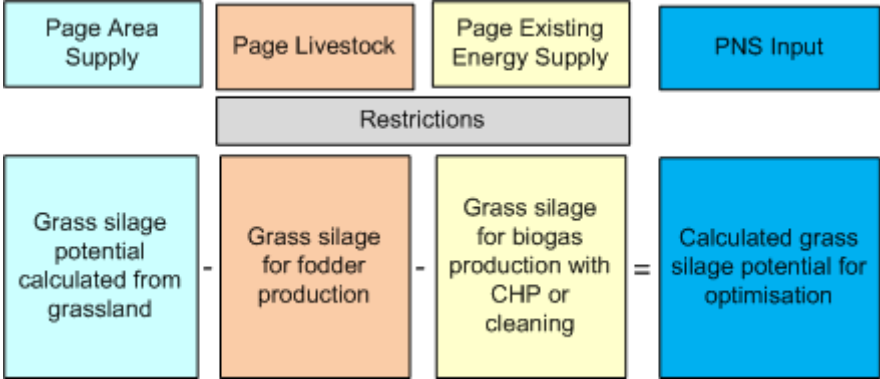 Page Area
Supply
Page Livestock
Page Existing
Energy Supply
PNS Input
Restrictions
Grass silage
potential
calculated from
grassland
-
Grass silage
for fodder
production
-
Grass silage
for biogas
production with
CHP or
cleaning
=
Calculated grass
silage potential for
optimisation